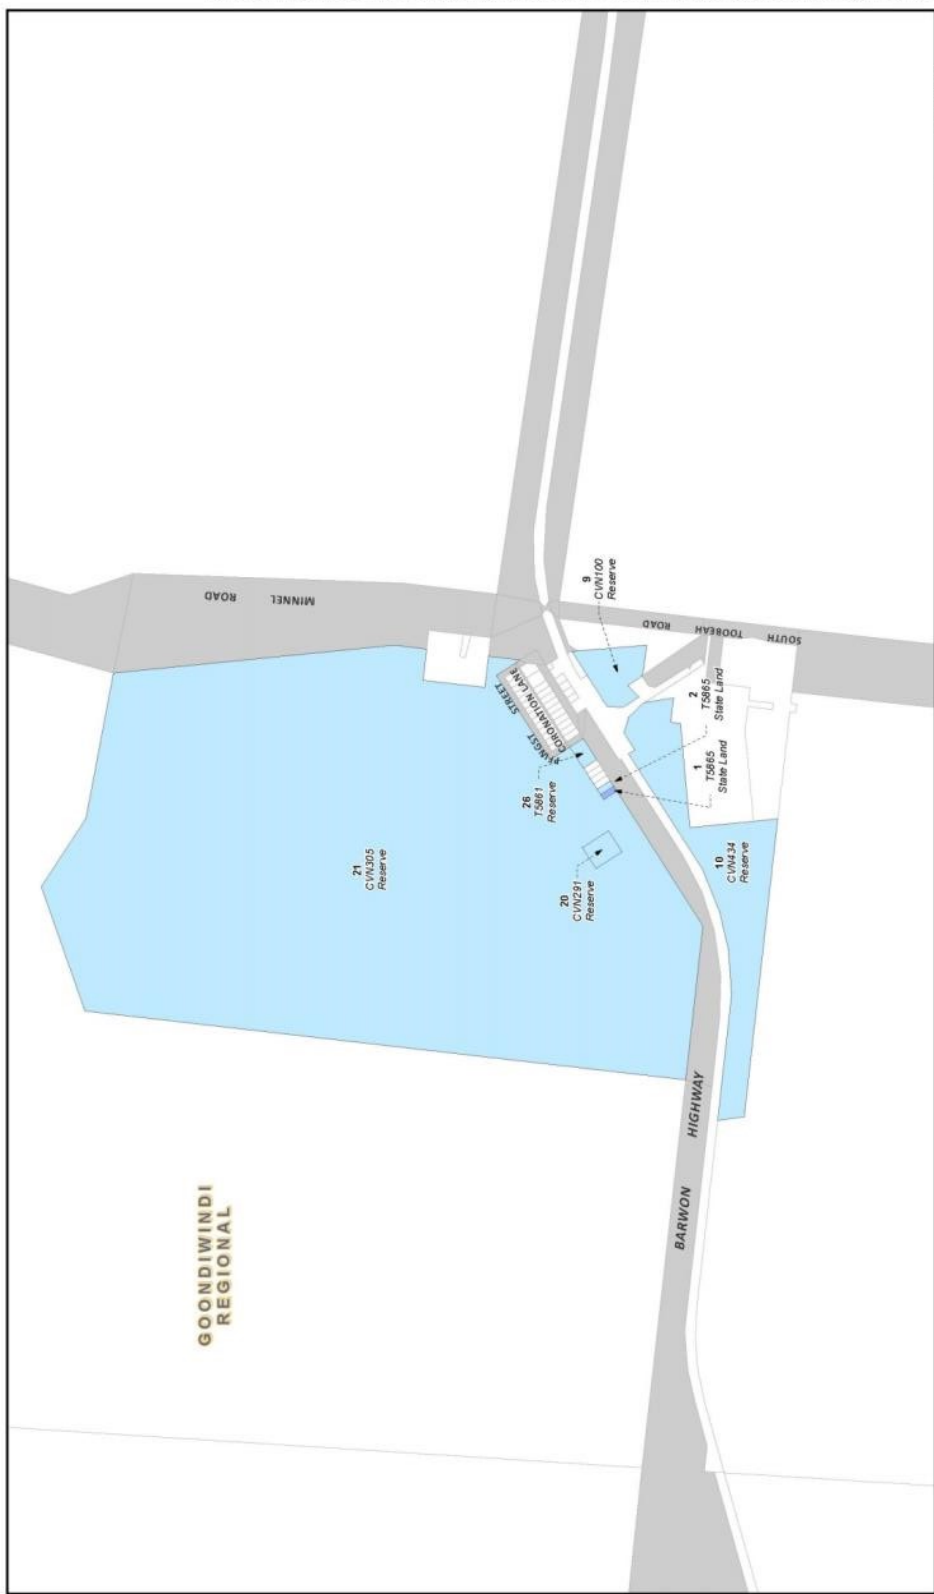 GOONDIWINDI
REGIONAL
21
CVN305
Reserve
MINNEL ROAD
20
CVN291
Reserve
26
T5861
Reserve
PFUNGST
STREET
CORONATION LANE
9
CVN100
Reserve
BARWON HIGHWAY
10
CVN434
Reserve
1
T5865
State Land
2
T5865
State Land
SOUTH TOOBEAH ROAD